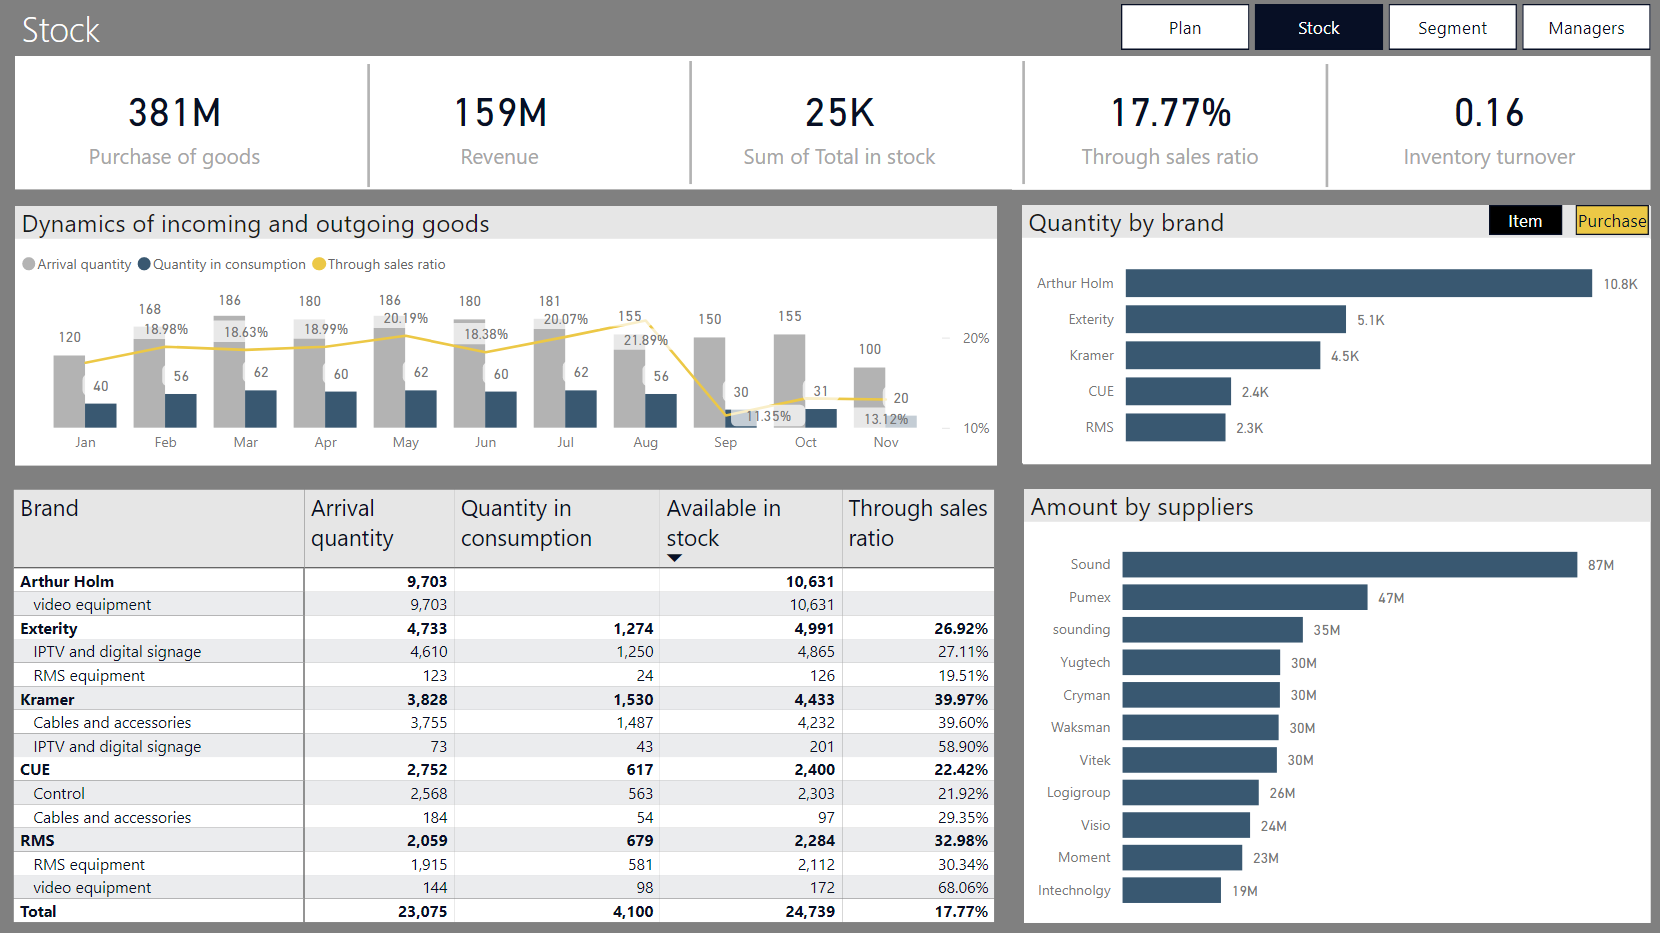 Stock
Plan
Stock
Segment
Managers
381M
Purchase of goods
159M
Revenue
25K
Sum of Total in stock
17.77%
Through sales ratio
0.16
Inventory turnover
Dynamics of incoming and outgoing goods
Arrival quantity Quantity in consumption Through sales ratio
120 168 186 180 186 180 181 155 150 155 100
18.98% 18.63% 18.99% 20.19% 18.38% 20.07% 21.89% 11.35% 13.12%
40 56 62 60 62 60 62 56 30 31 20
20%
10%
Jan Feb Mar Apr May Jun Jul Aug Sep Oct Nov
Quantity by brand
Item
Purchase
Arthur Holm 10.8K
Exterity 5.1K
Kramer 4.5K
CUE 2.4K
RMS 2.3K
Brand Arrival quantity Quantity in consumption Available in stock Through sales ratio
Arthur Holm 9,703 10,631
video equipment 9,703 10,631
Exterity 4,733 1,274 4,991 26.92%
IPTV and digital signage 4,610 1,250 4,865 27.11%
RMS equipment 123 24 126 19.51%
Kramer 3,828 1,530 4,433 39.97%
Cables and accessories 3,755 1,487 4,232 39.60%
IPTV and digital signage 73 43 201 58.90%
CUE 2,752 617 2,400 22.42%
Control 2,568 563 2,303 21.92%
Cables and accessories 184 54 97 29.35%
RMS 2,059 679 2,284 32.98%
RMS equipment 1,915 581 2,112 30.34%
video equipment 144 98 172 68.06%
Total 23,075 4,100 24,739 17.77%
Amount by suppliers
Sound 87M
Pumex 47M
sounding 35M
Yugtech 30M
Cryman 30M
Waksman 30M
Vitek 30M
Logigroup 26M
Visio 24M
Moment 23M
Intechnolgy 19M